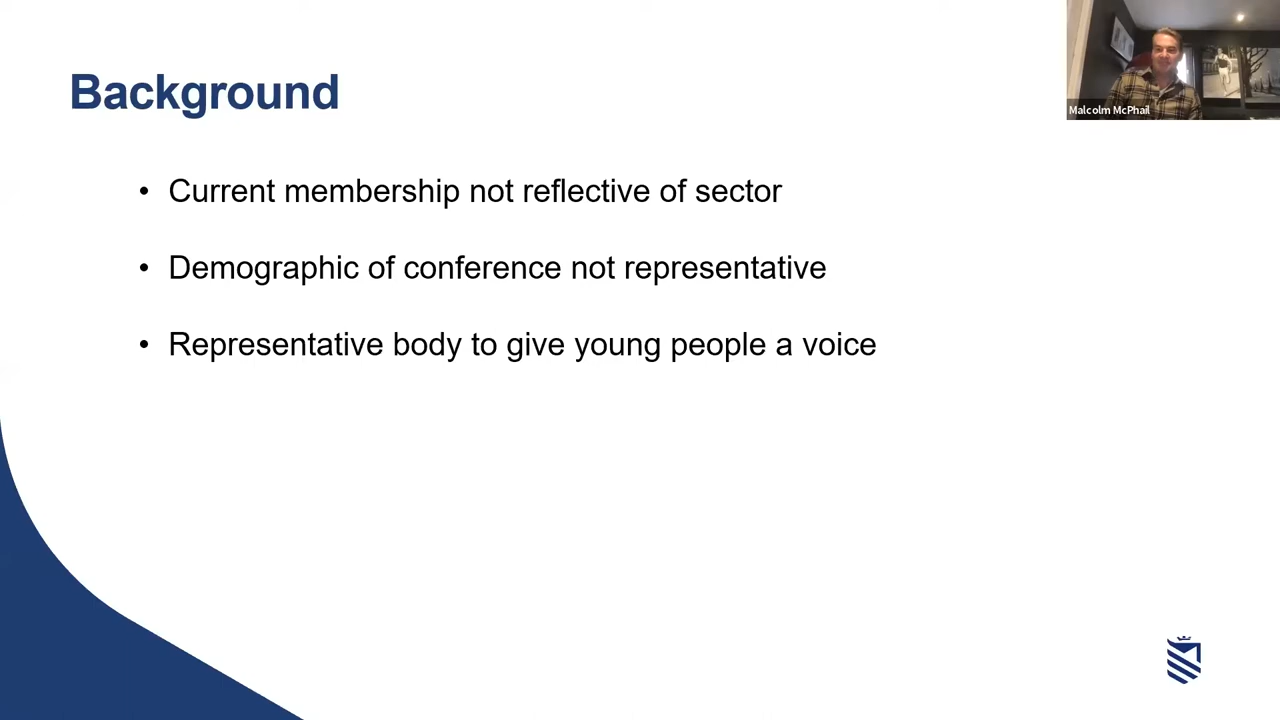 Background
Malcolm McPhail
• Current membership not reflective of sector
• Demographic of conference not representative
• Representative body to give young people a voice